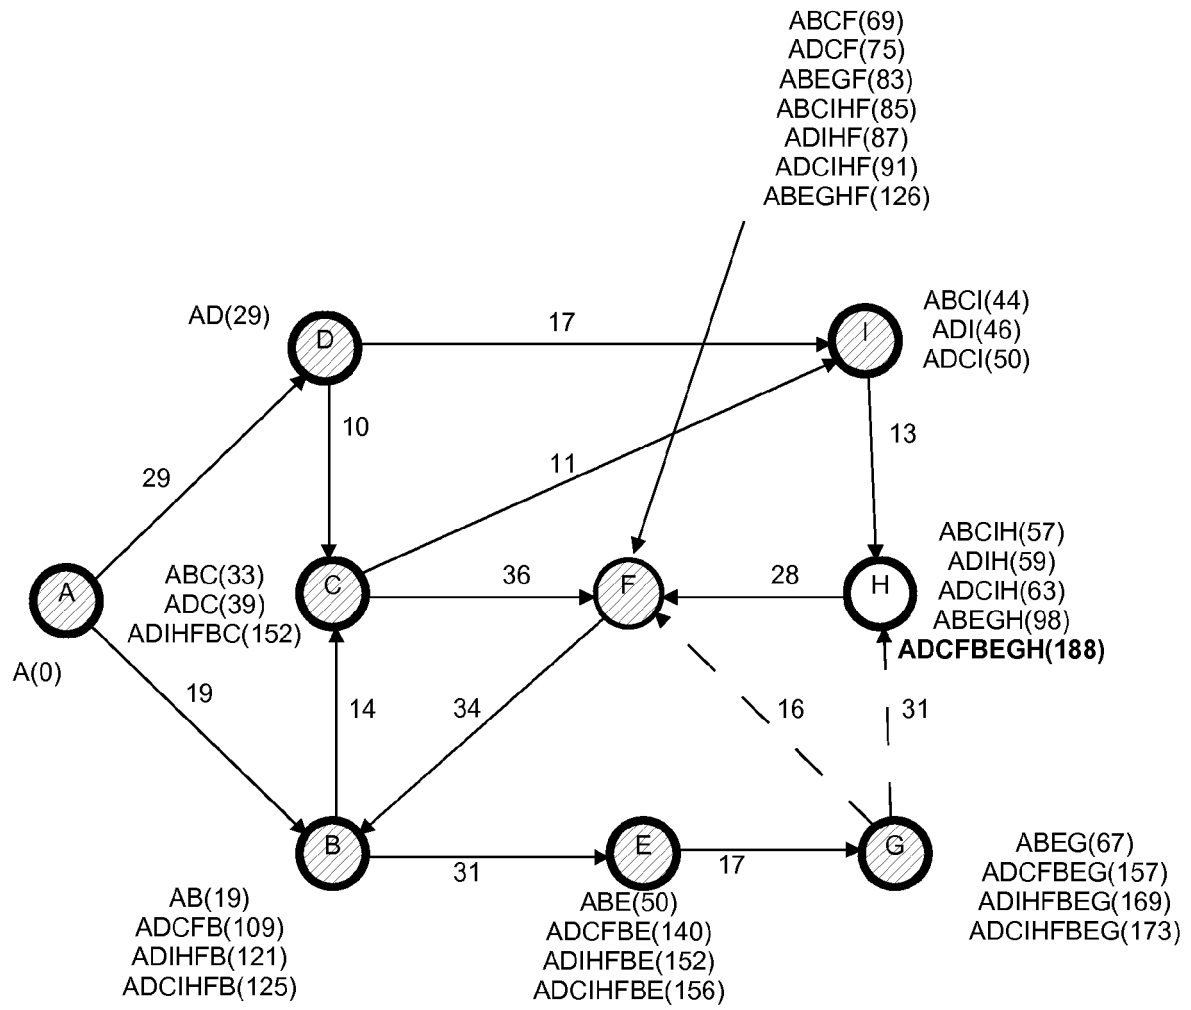 ABCF(69)
ADCF(75)
ABEGF(83)
ABCIHF(85)
ADIHF(87)
ADCIHF(91)
ABEGHF(126)
AD(29)
D
17
I
ABCI(44)
ADI(46)
ADCI(50)
10
13
11
29
A
A(0)
ABC(33)
ADC(39)
ADIHFBC(152)
C
36
F
28
H
ABCIH(57)
ADIH(59)
ADCIH(63)
ABEGH(98)
ADCFBEGH(188)
19
14
34
16
31
B
31
E
17
G
AB(19)
ADCFB(109)
ADIHFB(121)
ADCIHFB(125)
ABE(50)
ADCFBE(140)
ADIHFBE(152)
ADCIHFBE(156)
ABEG(67)
ADCFBEG(157)
ADIHFBEG(169)
ADCIHFBEG(173)